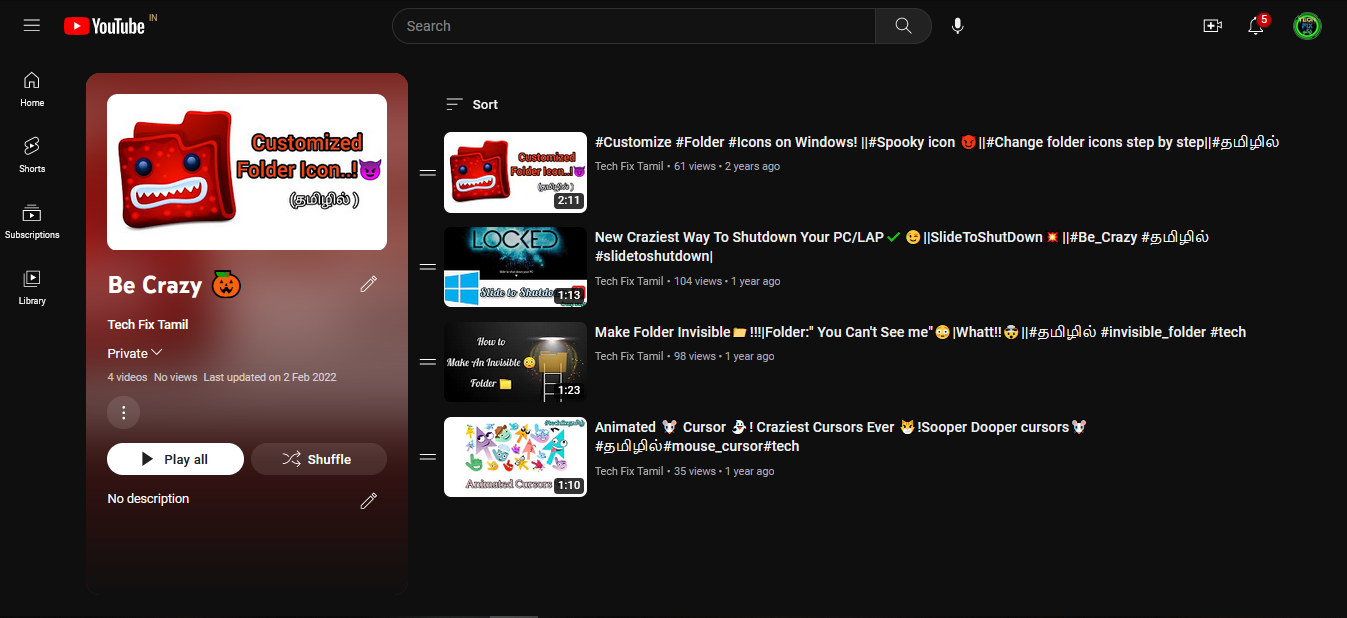 YouTube IN
Search
5
Home
Shorts
Subscriptions
Library
Customized
Folder Icon..!
(தமிழில் )
Be Crazy
Tech Fix Tamil
Private
4 videos No views Last updated on 2 Feb 2022
Play all
Shuffle
No description
Sort
Customized
Folder Icon..!
(தமிழில் )
2:11
#Customize #Folder #Icons on Windows! ||#Spooky icon 👿||#Change folder icons step by step||#தமிழில்
Tech Fix Tamil • 61 views • 2 years ago
LOCKED
Slide to Shutdo
1:13
New Craziest Way To Shutdown Your PC/LAP✔ 😉||SlideToShutDown💥||#Be_Crazy #தமிழில்
#slidetoshutdown|
Tech Fix Tamil • 104 views • 1 year ago
How to
Make An Invisible
Folder
1:23
Make Folder Invisible📁!!!|Folder:" You Can't See me"😳|Whatt!!🤯||#தமிழில் #invisible_folder #tech
Tech Fix Tamil • 98 views • 1 year ago
Animated Cursors
1:10
Animated 🐭 Cursor 👻! Craziest Cursors Ever 🐯!Sooper Dooper cursors🐭
#தமிழில்#mouse_cursor#tech
Tech Fix Tamil • 35 views • 1 year ago